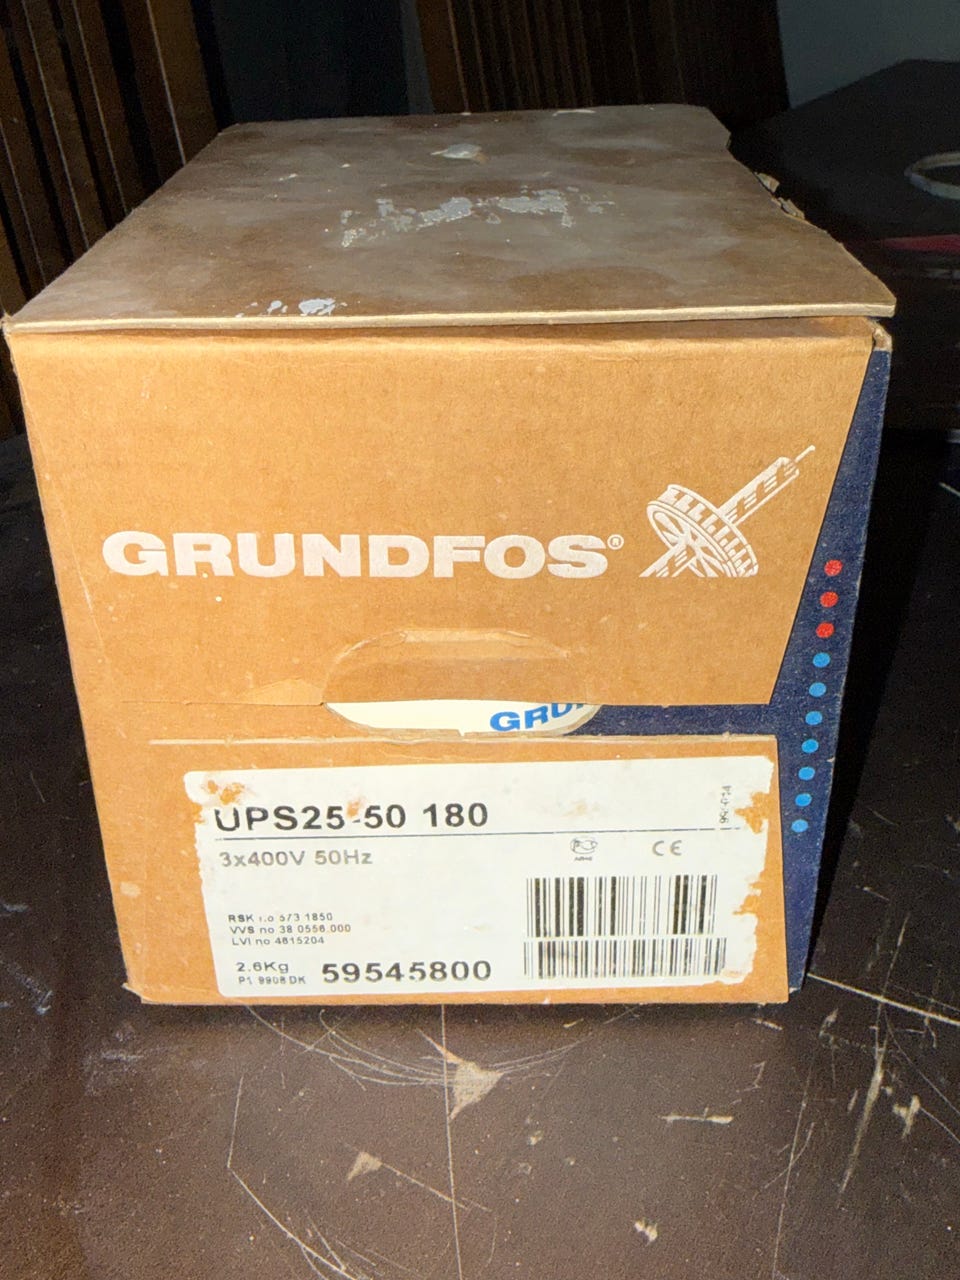 GRUNDFOS®
GRU
UPS25-50 180
3x400V 50Hz
CE
RSK no 573 1850
VVS no 38 0556.000
LVI no 4615204
2.6Kg
P1 9908 DK
59545800